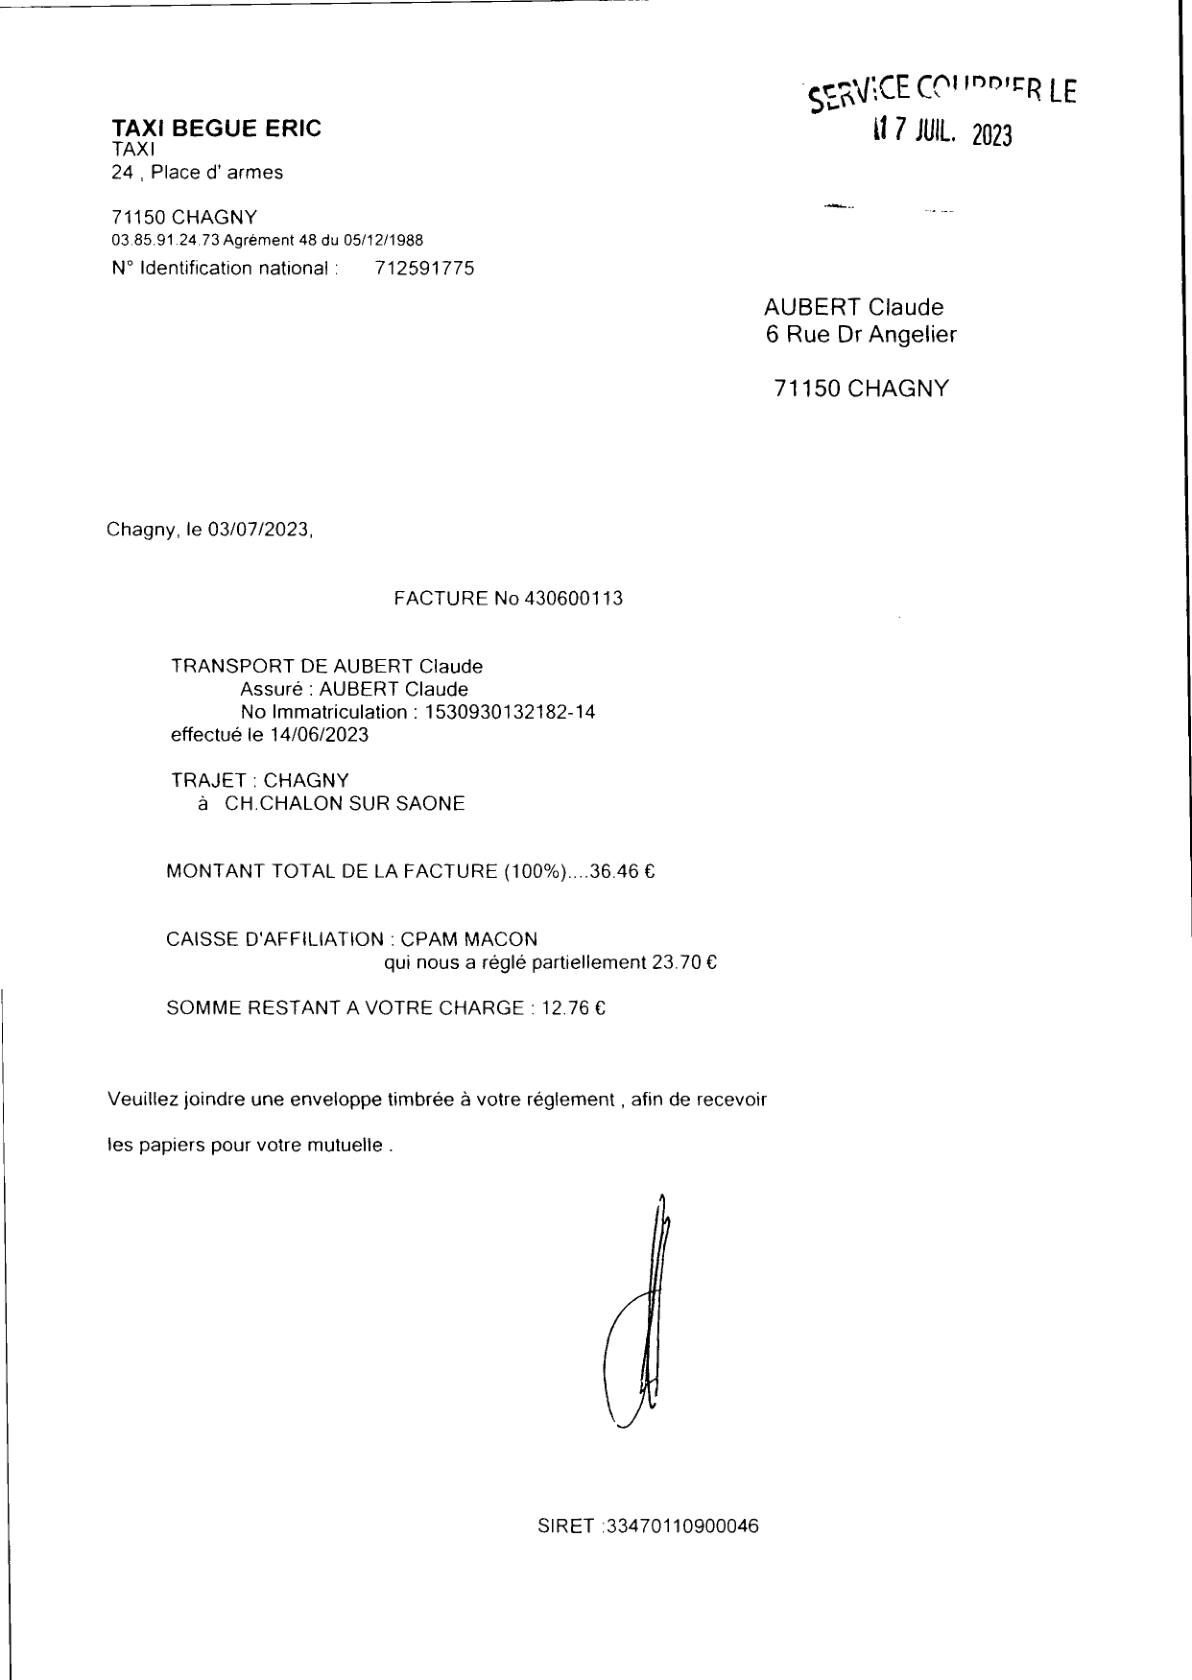 SERVICE COURRIER LE
17 JUIL. 2023
TAXI BEGUE ERIC
TAXI
24 , Place d' armes
71150 CHAGNY
03.85.91.24.73 Agrément 48 du 05/12/1988
N° Identification national : 712591775
AUBERT Claude
6 Rue Dr Angelier
71150 CHAGNY
Chagny, le 03/07/2023,
FACTURE No 430600113
TRANSPORT DE AUBERT Claude
Assuré : AUBERT Claude
No Immatriculation : 1530930132182-14
effectué le 14/06/2023
TRAJET : CHAGNY
à CH.CHALON SUR SAONE
MONTANT TOTAL DE LA FACTURE (100%)....36.46 €
CAISSE D'AFFILIATION : CPAM MACON
qui nous a réglé partiellement 23.70 €
SOMME RESTANT A VOTRE CHARGE : 12.76 €
Veuillez joindre une enveloppe timbrée à votre réglement , afin de recevoir
les papiers pour votre mutuelle .
SIRET :33470110900046